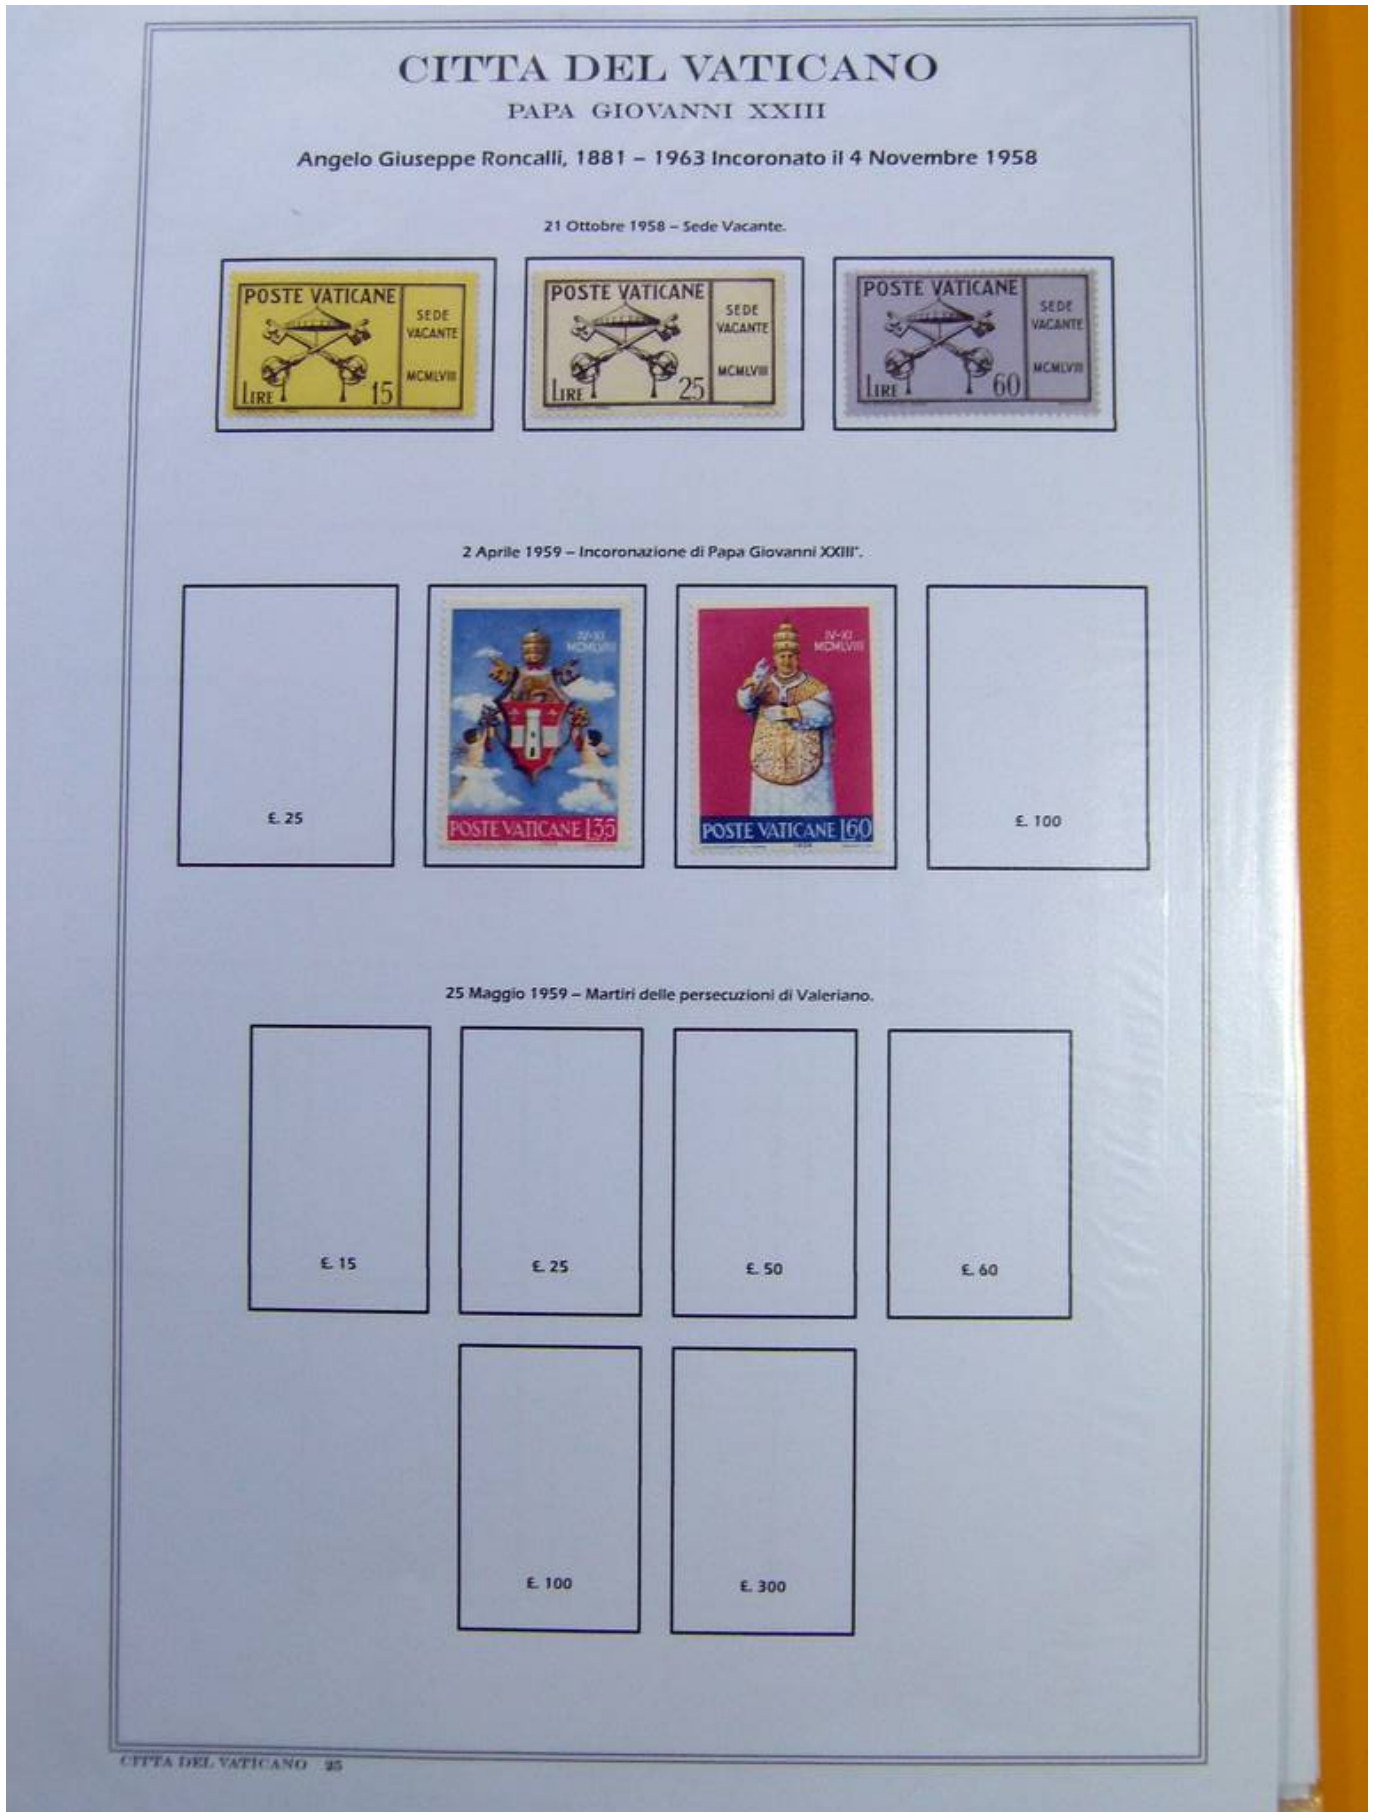 CITTA DEL VATICANO
PAPA GIOVANNI XXIII
Angelo Giuseppe Roncalli, 1881 – 1963 Incoronato il 4 Novembre 1958
21 Ottobre 1958 – Sede Vacante.
POSTE VATICANE
SEDE
VACANTE
MCMLVIII
LIRE 15
POSTE VATICANE
SEDE
VACANTE
MCMLVIII
LIRE 25
POSTE VATICANE
SEDE
VACANTE
MCMLVIII
LIRE 60
2 Aprile 1959 – Incoronazione di Papa Giovanni XXIII°.
£. 25
IV-XI
MCMLVIII
POSTE VATICANE L35
IV-XI
MCMLVIII
POSTE VATICANE L60
£. 100
25 Maggio 1959 – Martiri delle persecuzioni di Valeriano.
£. 15
£. 25
£. 50
£. 60
£. 100
£. 300
CITTA DEL VATICANO 25